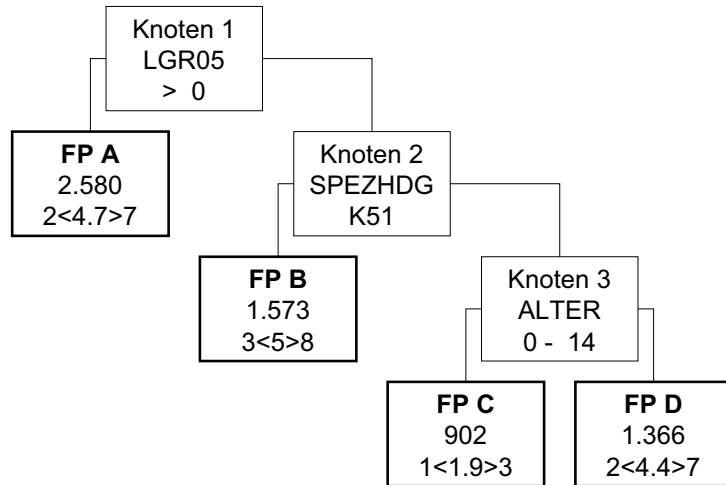 Knoten 1
LGR05
> 0
FP A
2.580
2<4.7>7
Knoten 2
SPEZHDG
K51
FP B
1.573
3<5>8
Knoten 3
ALTER
0 - 14
FP C
902
1<1.9>3
FP D
1.366
2<4.4>7